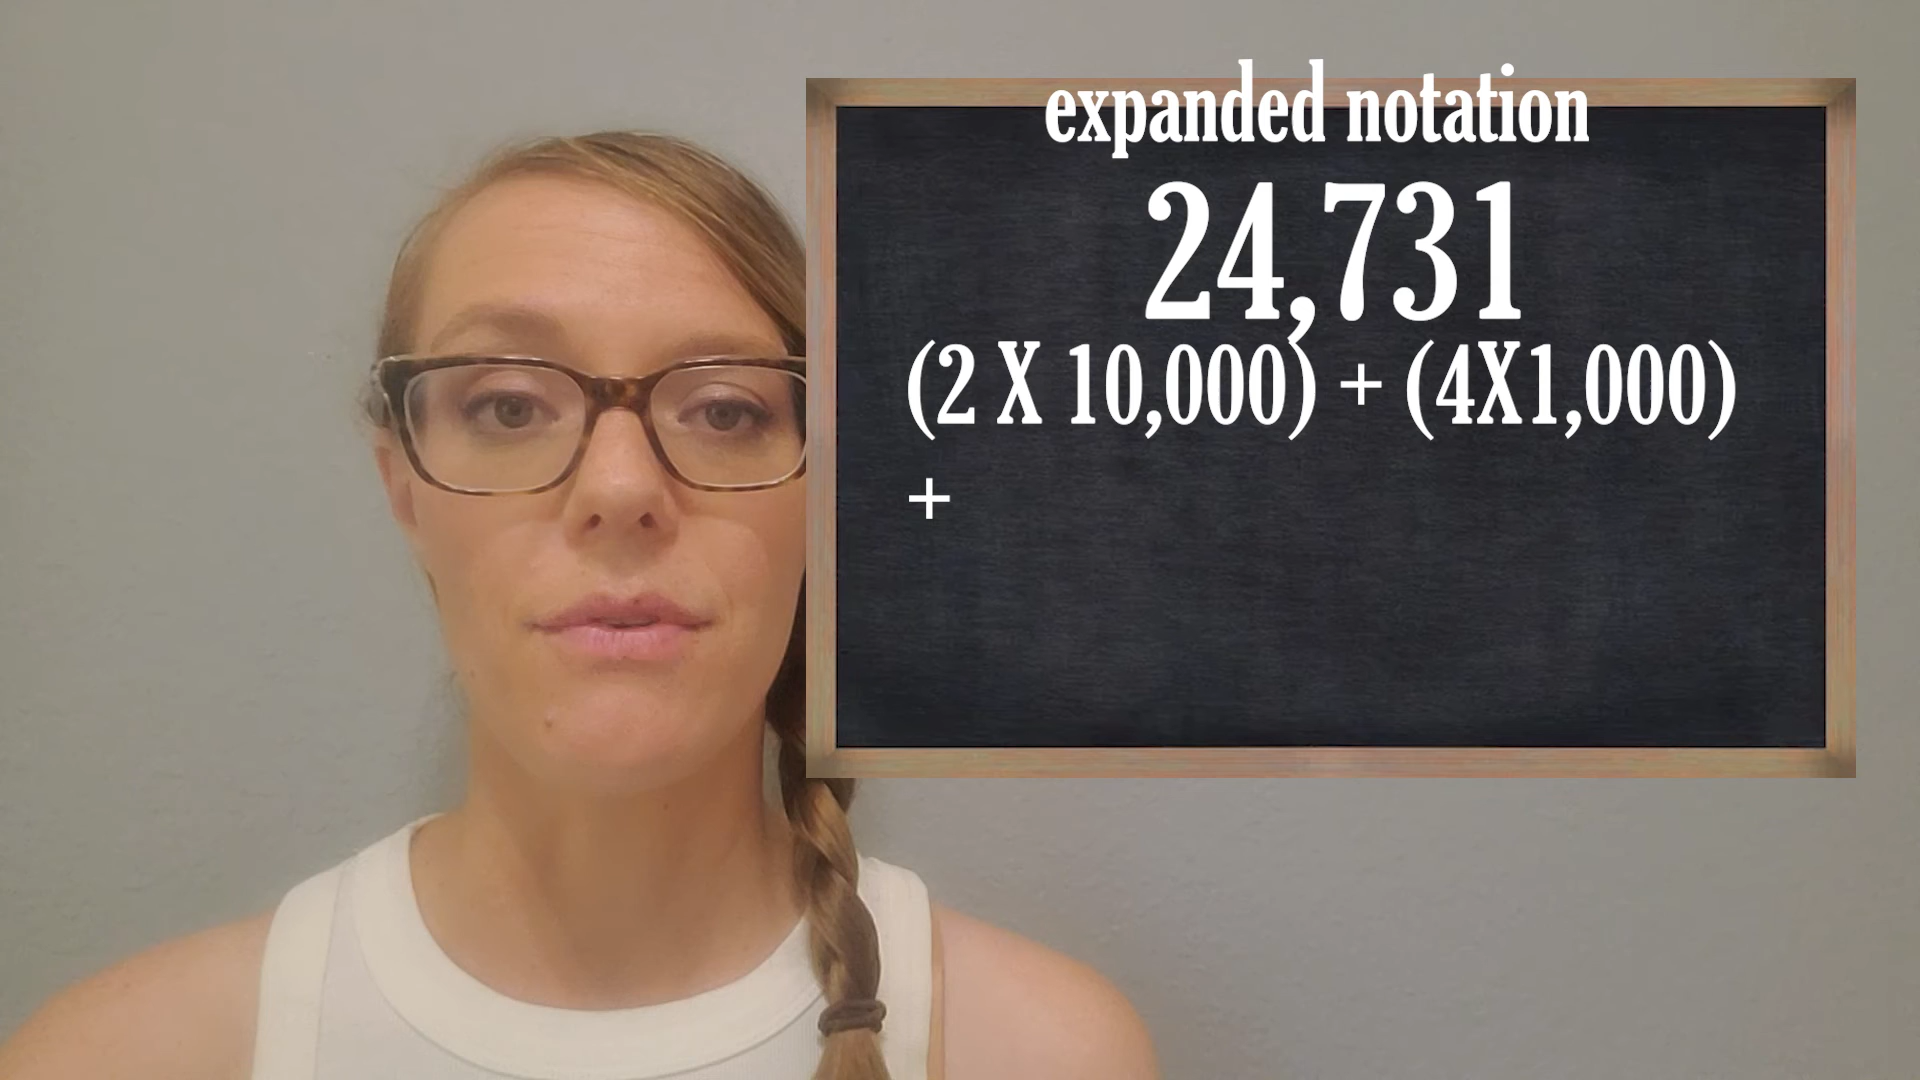 expanded notation
24,731
(2 X 10,000) + (4X1,000)
+